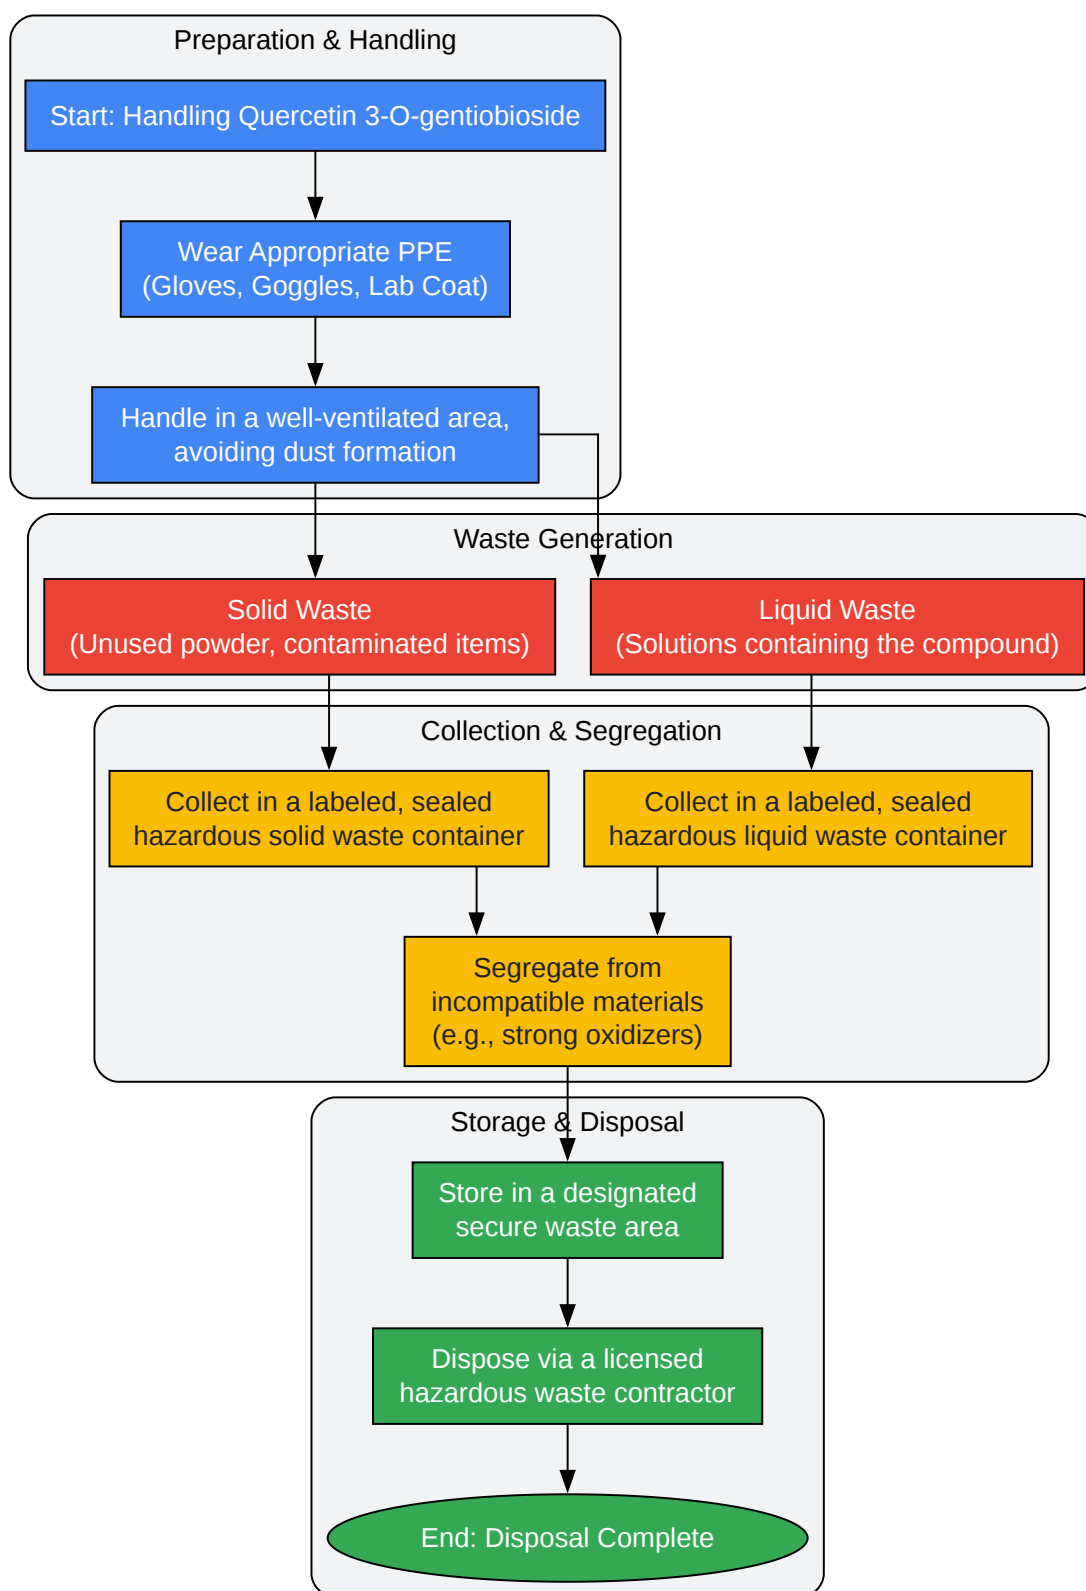 Preparation & Handling
Start: Handling Quercetin 3-O-gentiobioside
Wear Appropriate PPE
(Gloves, Goggles, Lab Coat)
Handle in a well-ventilated area,
avoiding dust formation
Waste Generation
Solid Waste
(Unused powder, contaminated items)
Liquid Waste
(Solutions containing the compound)
Collection & Segregation
Collect in a labeled, sealed
hazardous solid waste container
Collect in a labeled, sealed
hazardous liquid waste container
Segregate from
incompatible materials
(e.g., strong oxidizers)
Storage & Disposal
Store in a designated
secure waste area
Dispose via a licensed
hazardous waste contractor
End: Disposal Complete